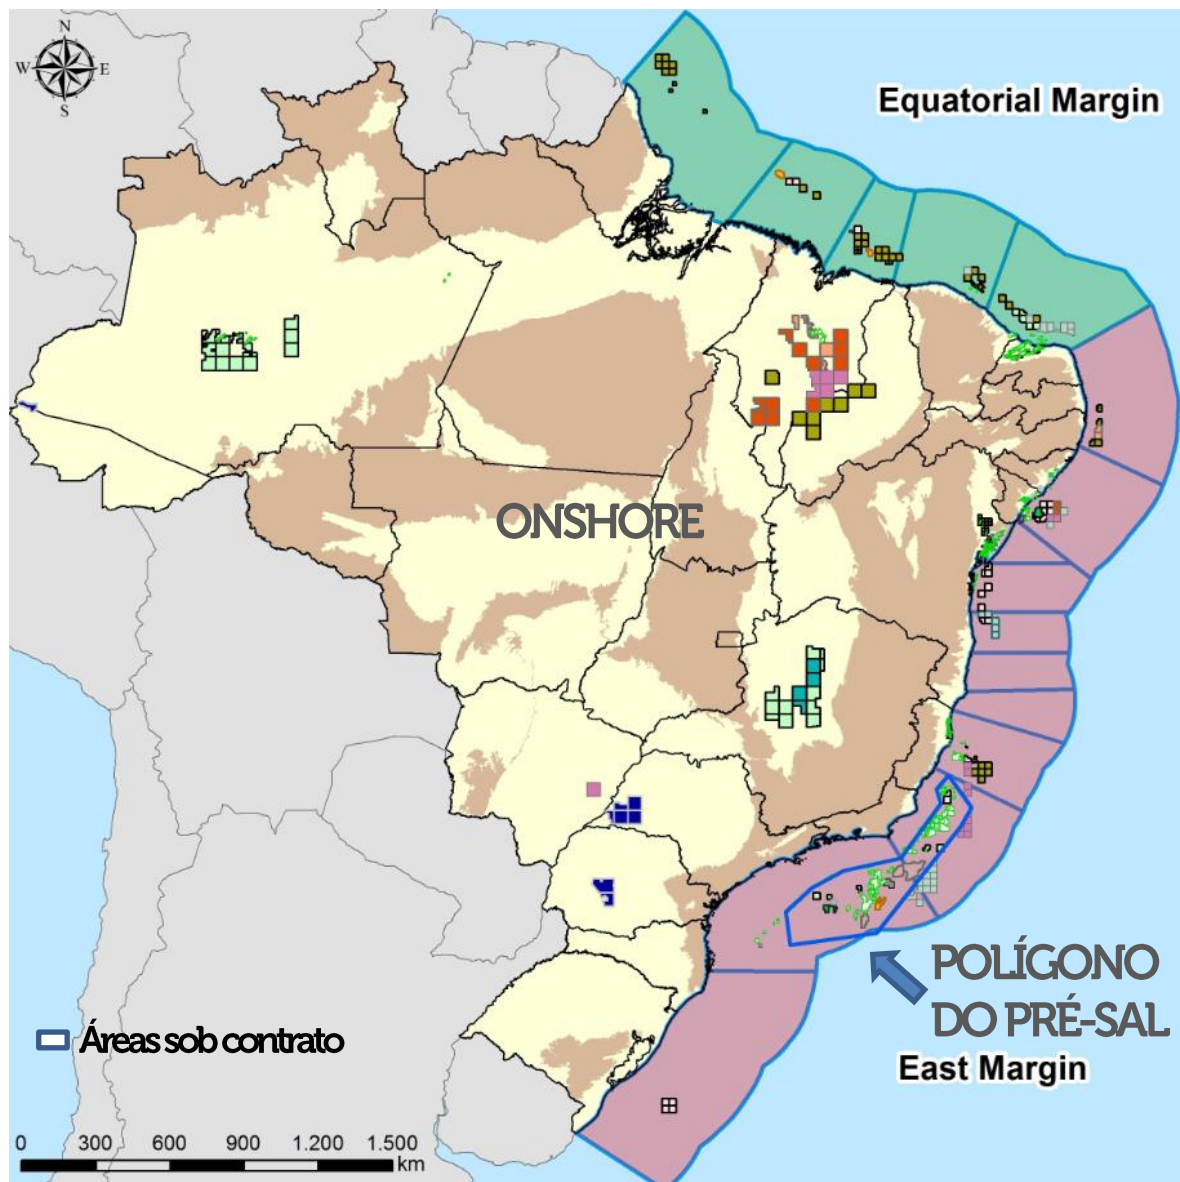 N
W E
S
Equatorial Margin
ONSHORE
POLÍGONO
DO PRÉ-SAL
Áreas sob contrato
East Margin
0 300 600 900 1.200 1.500
km